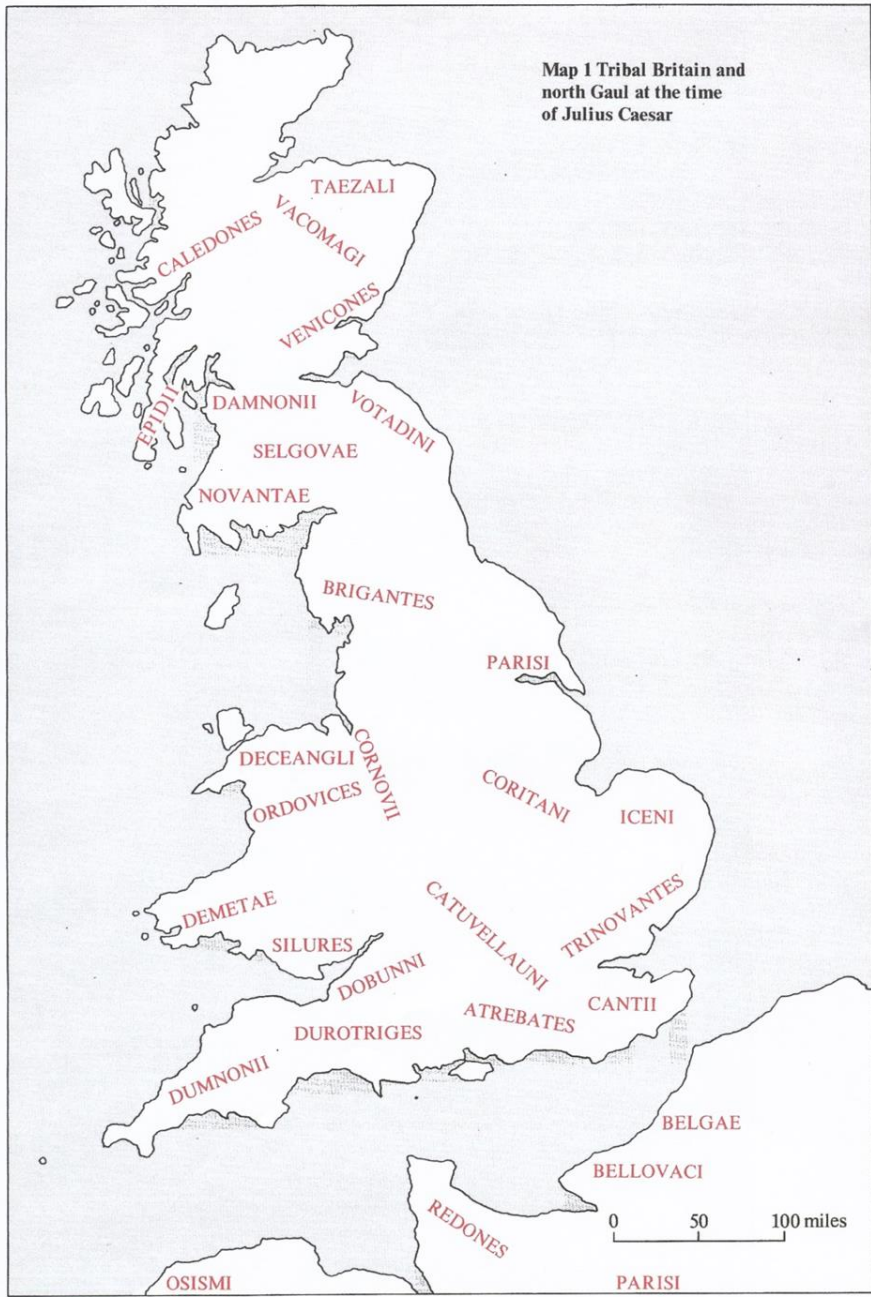 Map 1 Tribal Britain and
north Gaul at the time
of Julius Caesar
TAEZALI
VACOMAGI
CALEDONES
VENICONES
EPIDII
DAMNONII
VOTADINI
SELGOVAE
NOVANTAE
BRIGANTES
PARISI
DECEANGLI
CORNOVII
ORDOVICES
CORITANI
ICENI
DEMETAE
CATUVELLAUNI
TRINOVANTES
SILURES
DOBUNNI
ATREBATES
CANTII
DUROTRIGES
DUMNONII
BELGAE
BELLOVACI
REDONES
0 50 100 miles
OSISMI
PARISI